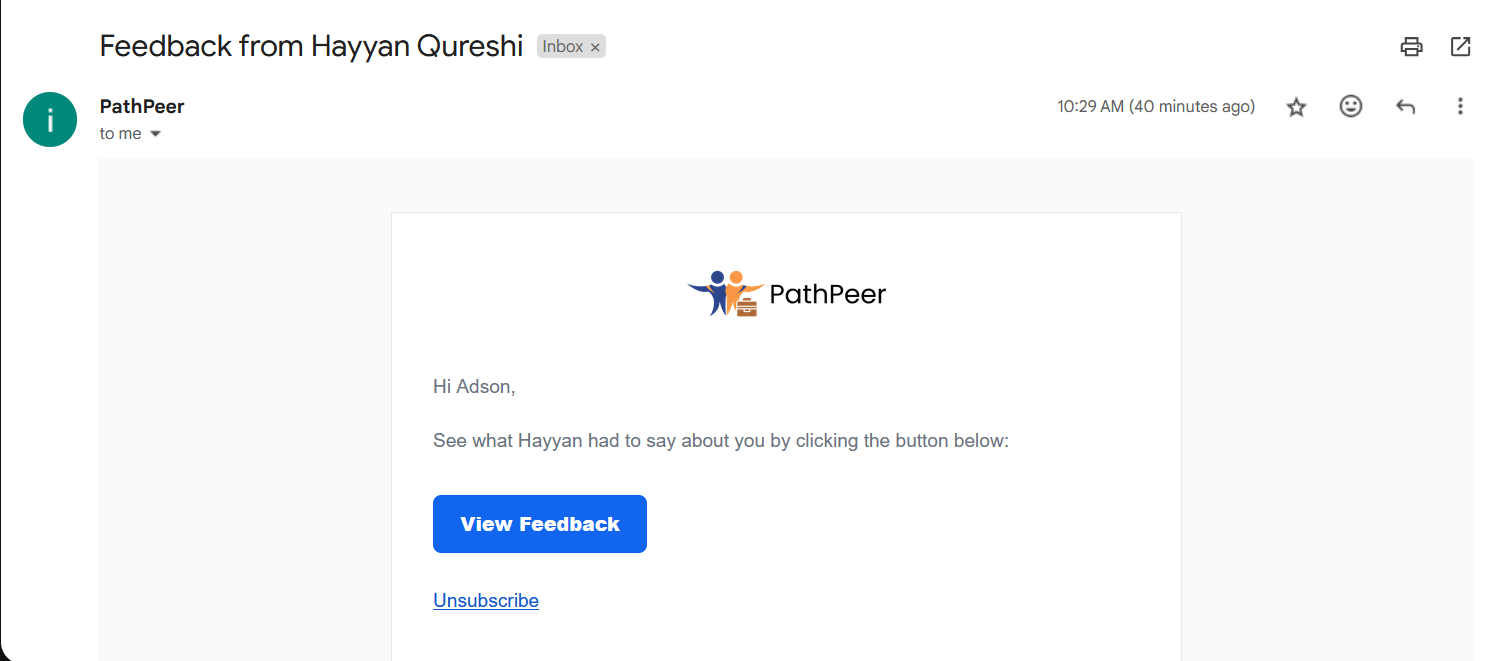 Feedback from Hayyan Qureshi Inbox ×
i
PathPeer 10:29 AM (40 minutes ago)
to me
PathPeer
Hi Adson,
See what Hayyan had to say about you by clicking the button below:
View Feedback
Unsubscribe